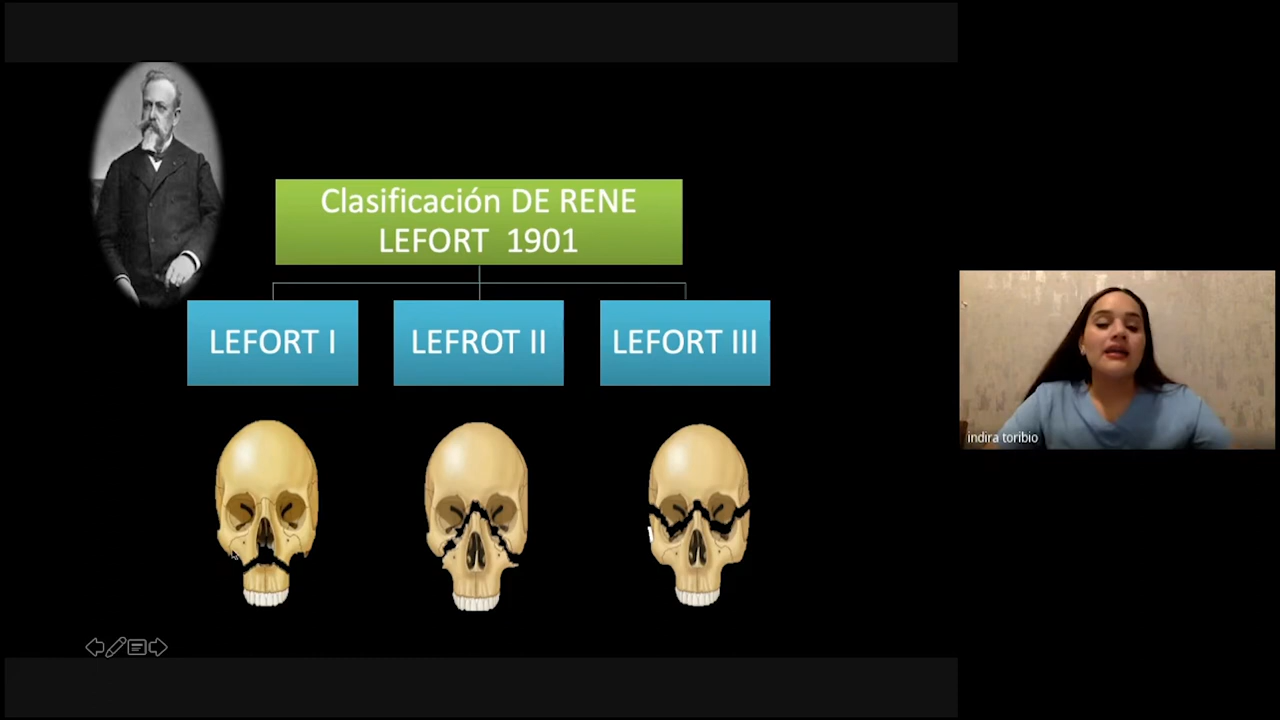 Clasificación DE RENE
LEFORT 1901
LEFORT I
LEFROT II
LEFORT III
indira toribio